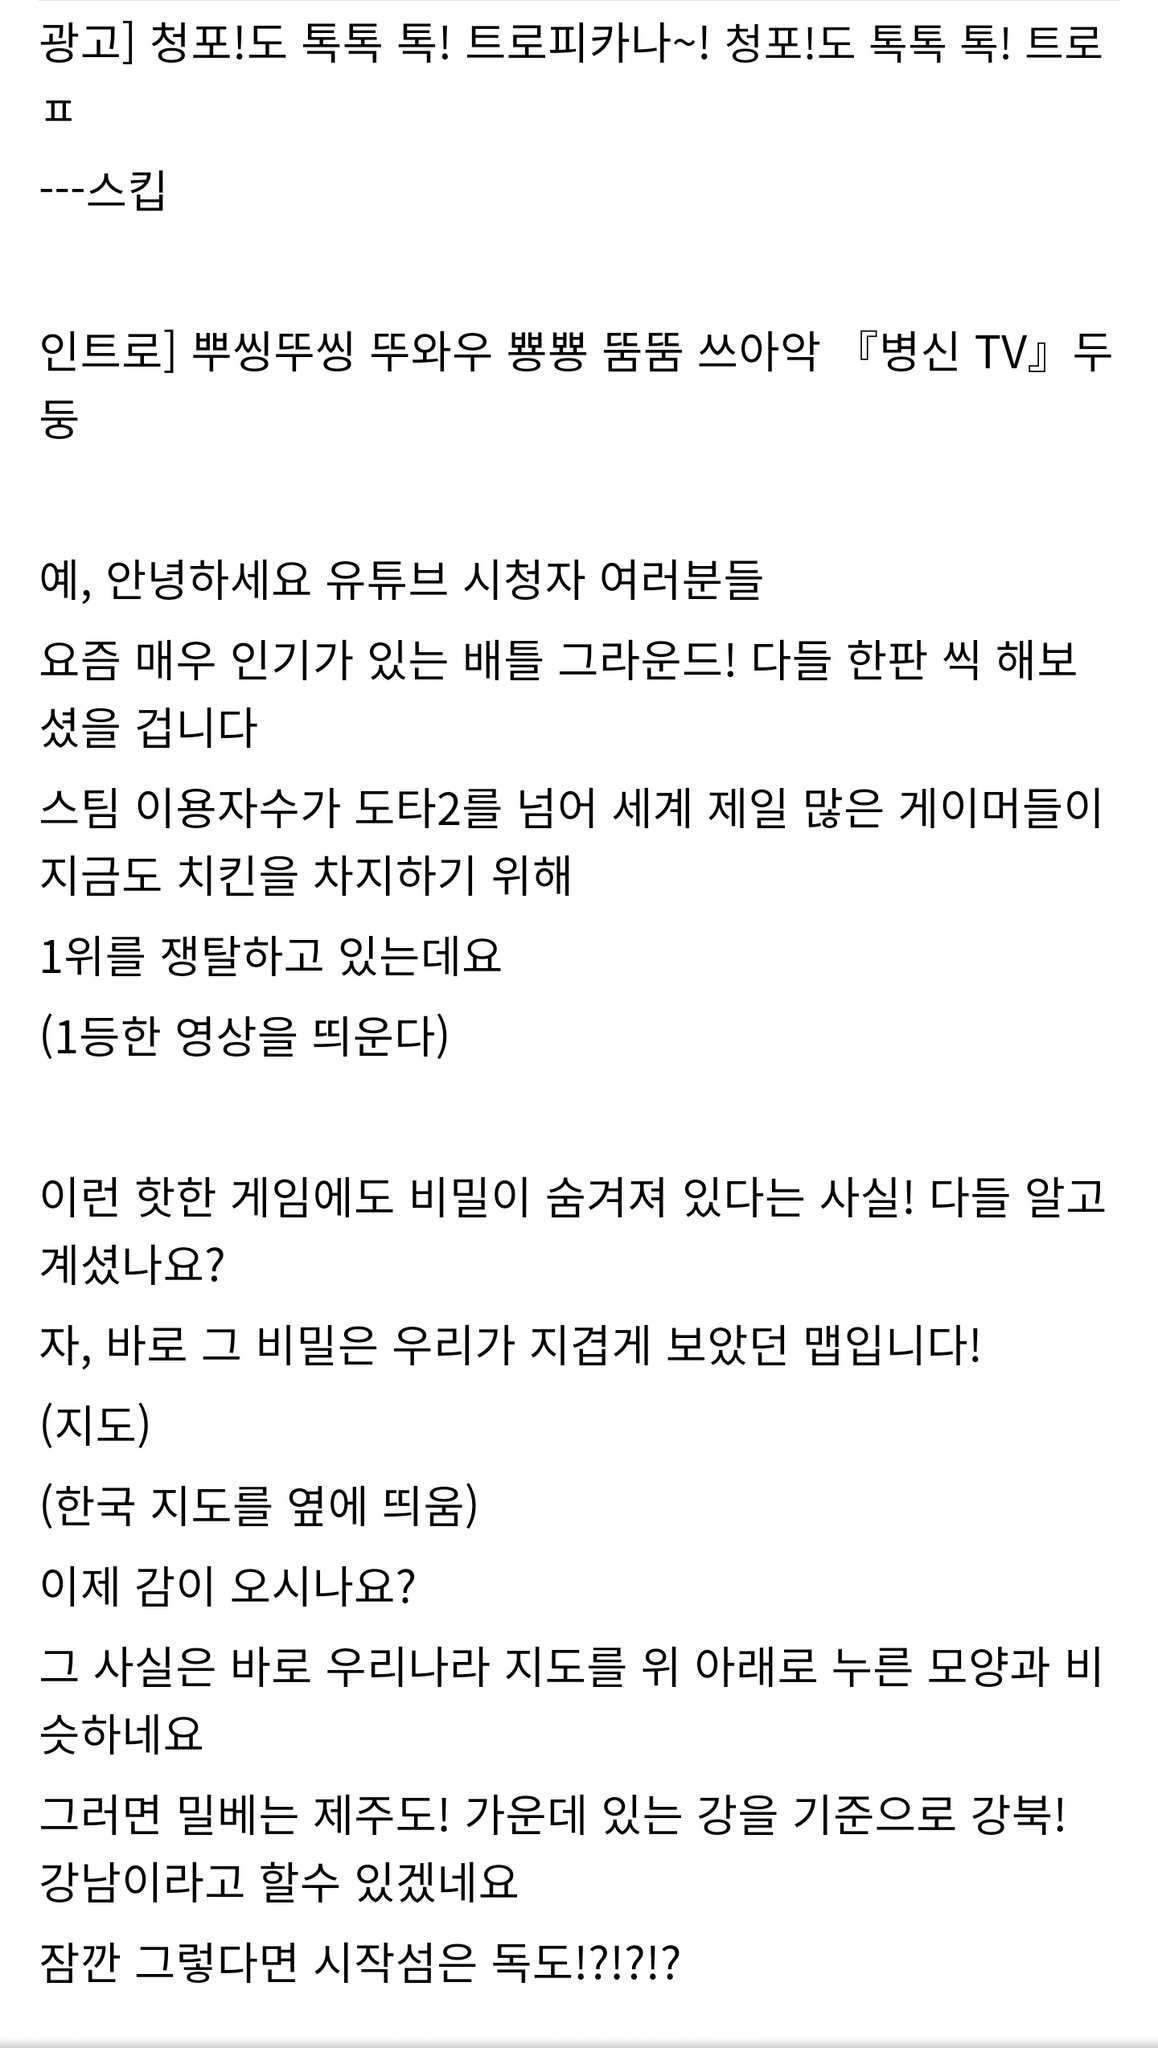 광고] 청포!도 톡톡 톡! 트로피카나~! 청포!도 톡톡 톡! 트로
ㅍ
---스킵
인트로] 뿌씽뚜씽 뚜와우 뿅뿅 뚬뚬 쓰아악 『병신 TV』두
둥
예, 안녕하세요 유튜브 시청자 여러분들
요즘 매우 인기가 있는 배틀 그라운드! 다들 한판 씩 해보
셨을 겁니다
스팀 이용자수가 도타2를 넘어 세계 제일 많은 게이머들이
지금도 치킨을 차지하기 위해
1위를 쟁탈하고 있는데요
(1등한 영상을 띄운다)
이런 핫한 게임에도 비밀이 숨겨져 있다는 사실! 다들 알고
계셨나요?
자, 바로 그 비밀은 우리가 지겹게 보았던 맵입니다!
(지도)
(한국 지도를 옆에 띄움)
이제 감이 오시나요?
그 사실은 바로 우리나라 지도를 위 아래로 누른 모양과 비
슷하네요
그러면 밀베는 제주도! 가운데 있는 강을 기준으로 강북!
강남이라고 할수 있겠네요
잠깐 그렇다면 시작섬은 독도!?!?!?